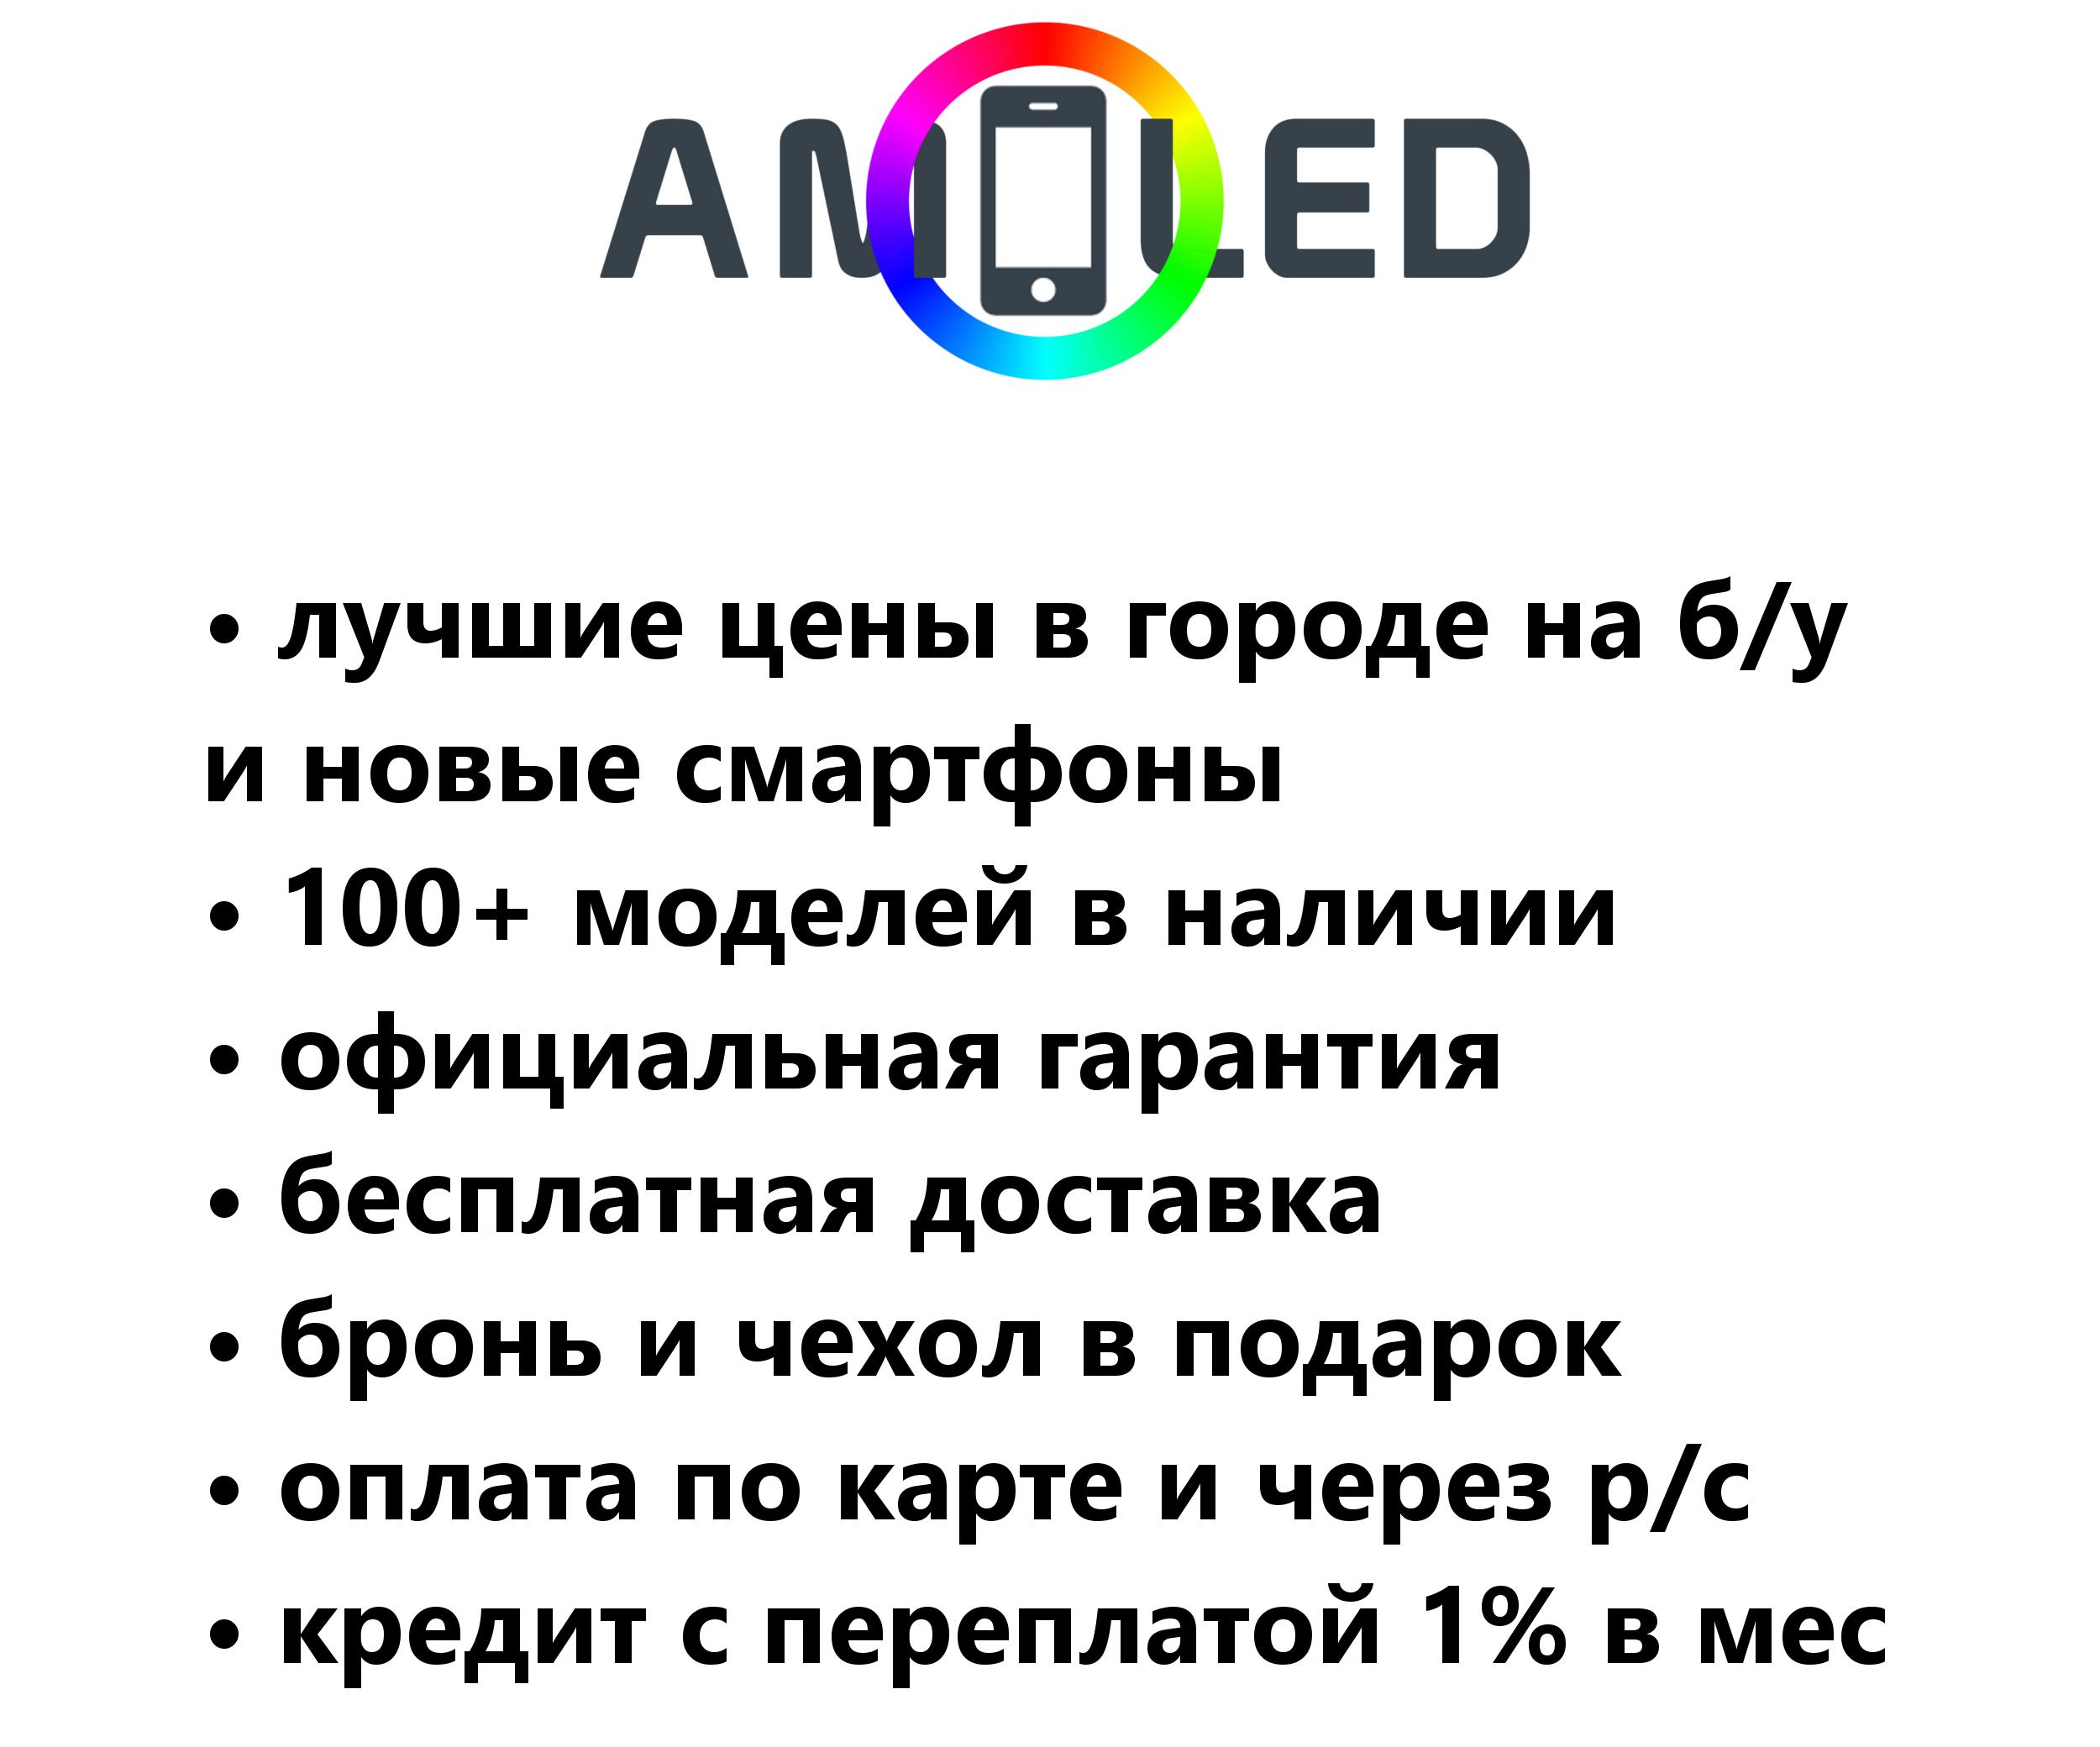 AMOLED
• лучшие цены в городе на б/у
и новые смартфоны
• 100+ моделей в наличии
• официальная гарантия
• бесплатная доставка
• бронь и чехол в подарок
• оплата по карте и через р/с
• кредит с переплатой 1% в мес